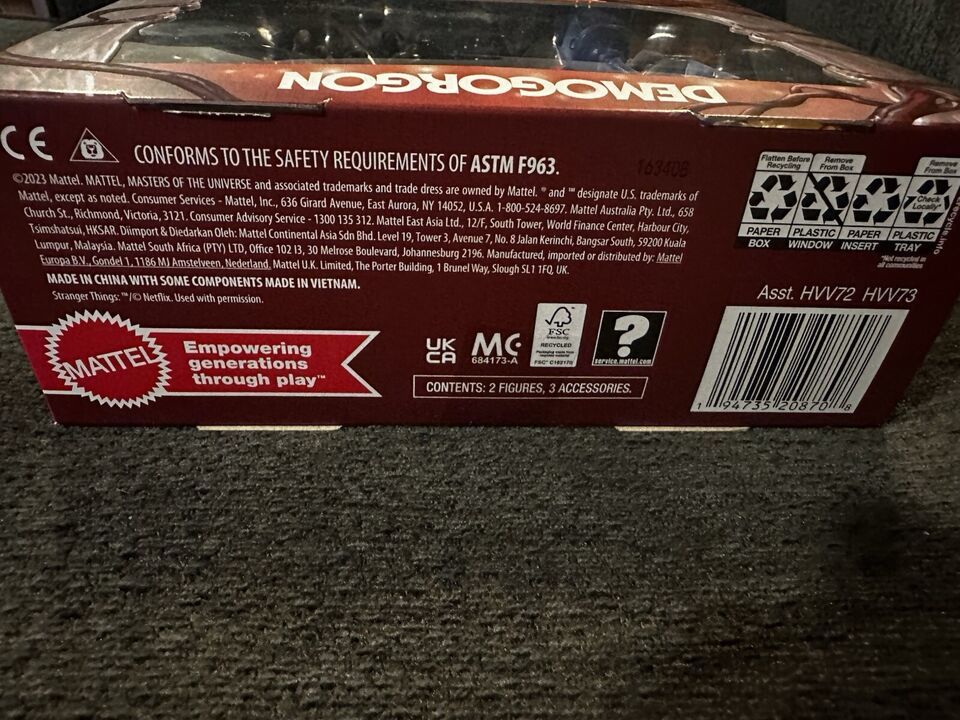 DEMOGORGON
CE
CONFORMS TO THE SAFETY REQUIREMENTS OF ASTM F963.
163408
©2023 Mattel. MATTEL, MASTERS OF THE UNIVERSE and associated trademarks and trade dress are owned by Mattel. ® and ™ designate U.S. trademarks of
Mattel, except as noted. Consumer Services - Mattel, Inc., 636 Girard Avenue, East Aurora, NY 14052, U.S.A. 1-800-524-8697. Mattel Australia Pty. Ltd., 658
Church St., Richmond, Victoria, 3121. Consumer Advisory Service - 1300 135 312. Mattel East Asia Ltd., 12/F, South Tower, World Finance Center, Harbour City,
Tsimshatsui, HKSAR. Diimport & Diedarkan Oleh: Mattel Continental Asia Sdn Bhd. Level 19, Tower 3, Avenue 7, No. 8 Jalan Kerinchi, Bangsar South, 59200 Kuala
Lumpur, Malaysia. Mattel South Africa (PTY) LTD, Office 102 I3, 30 Melrose Boulevard, Johannesburg 2196. Manufactured, imported or distributed by: Mattel
Europa B.V., Gondel 1, 1186 MJ Amstelveen, Nederland. Mattel U.K. Limited, The Porter Building, 1 Brunel Way, Slough SL1 1FQ, UK.
MADE IN CHINA WITH SOME COMPONENTS MADE IN VIETNAM.
Stranger Things: ™/© Netflix. Used with permission.
Flatten Before Recycling
Remove From Box
Remove From Box
Check Locally*
PAPER PLASTIC PAPER PLASTIC
BOX WINDOW INSERT TRAY
*Not recycled in
all communities
Asst. HVV72 HVV73
MATTEL
Empowering
generations
through play™
UK
CA
MC
684173-A
FSC
RECYCLED
?
service.mattel.com
CONTENTS: 2 FIGURES, 3 ACCESSORIES.
1 94735 20870 8